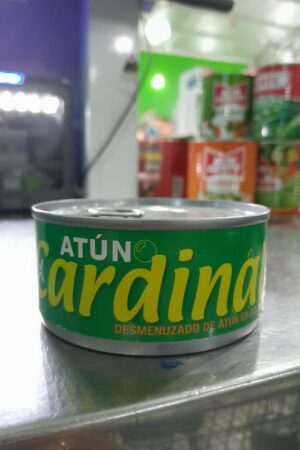 ATÚN
Cardinal
DESMENUZADO DE ATÚN EN